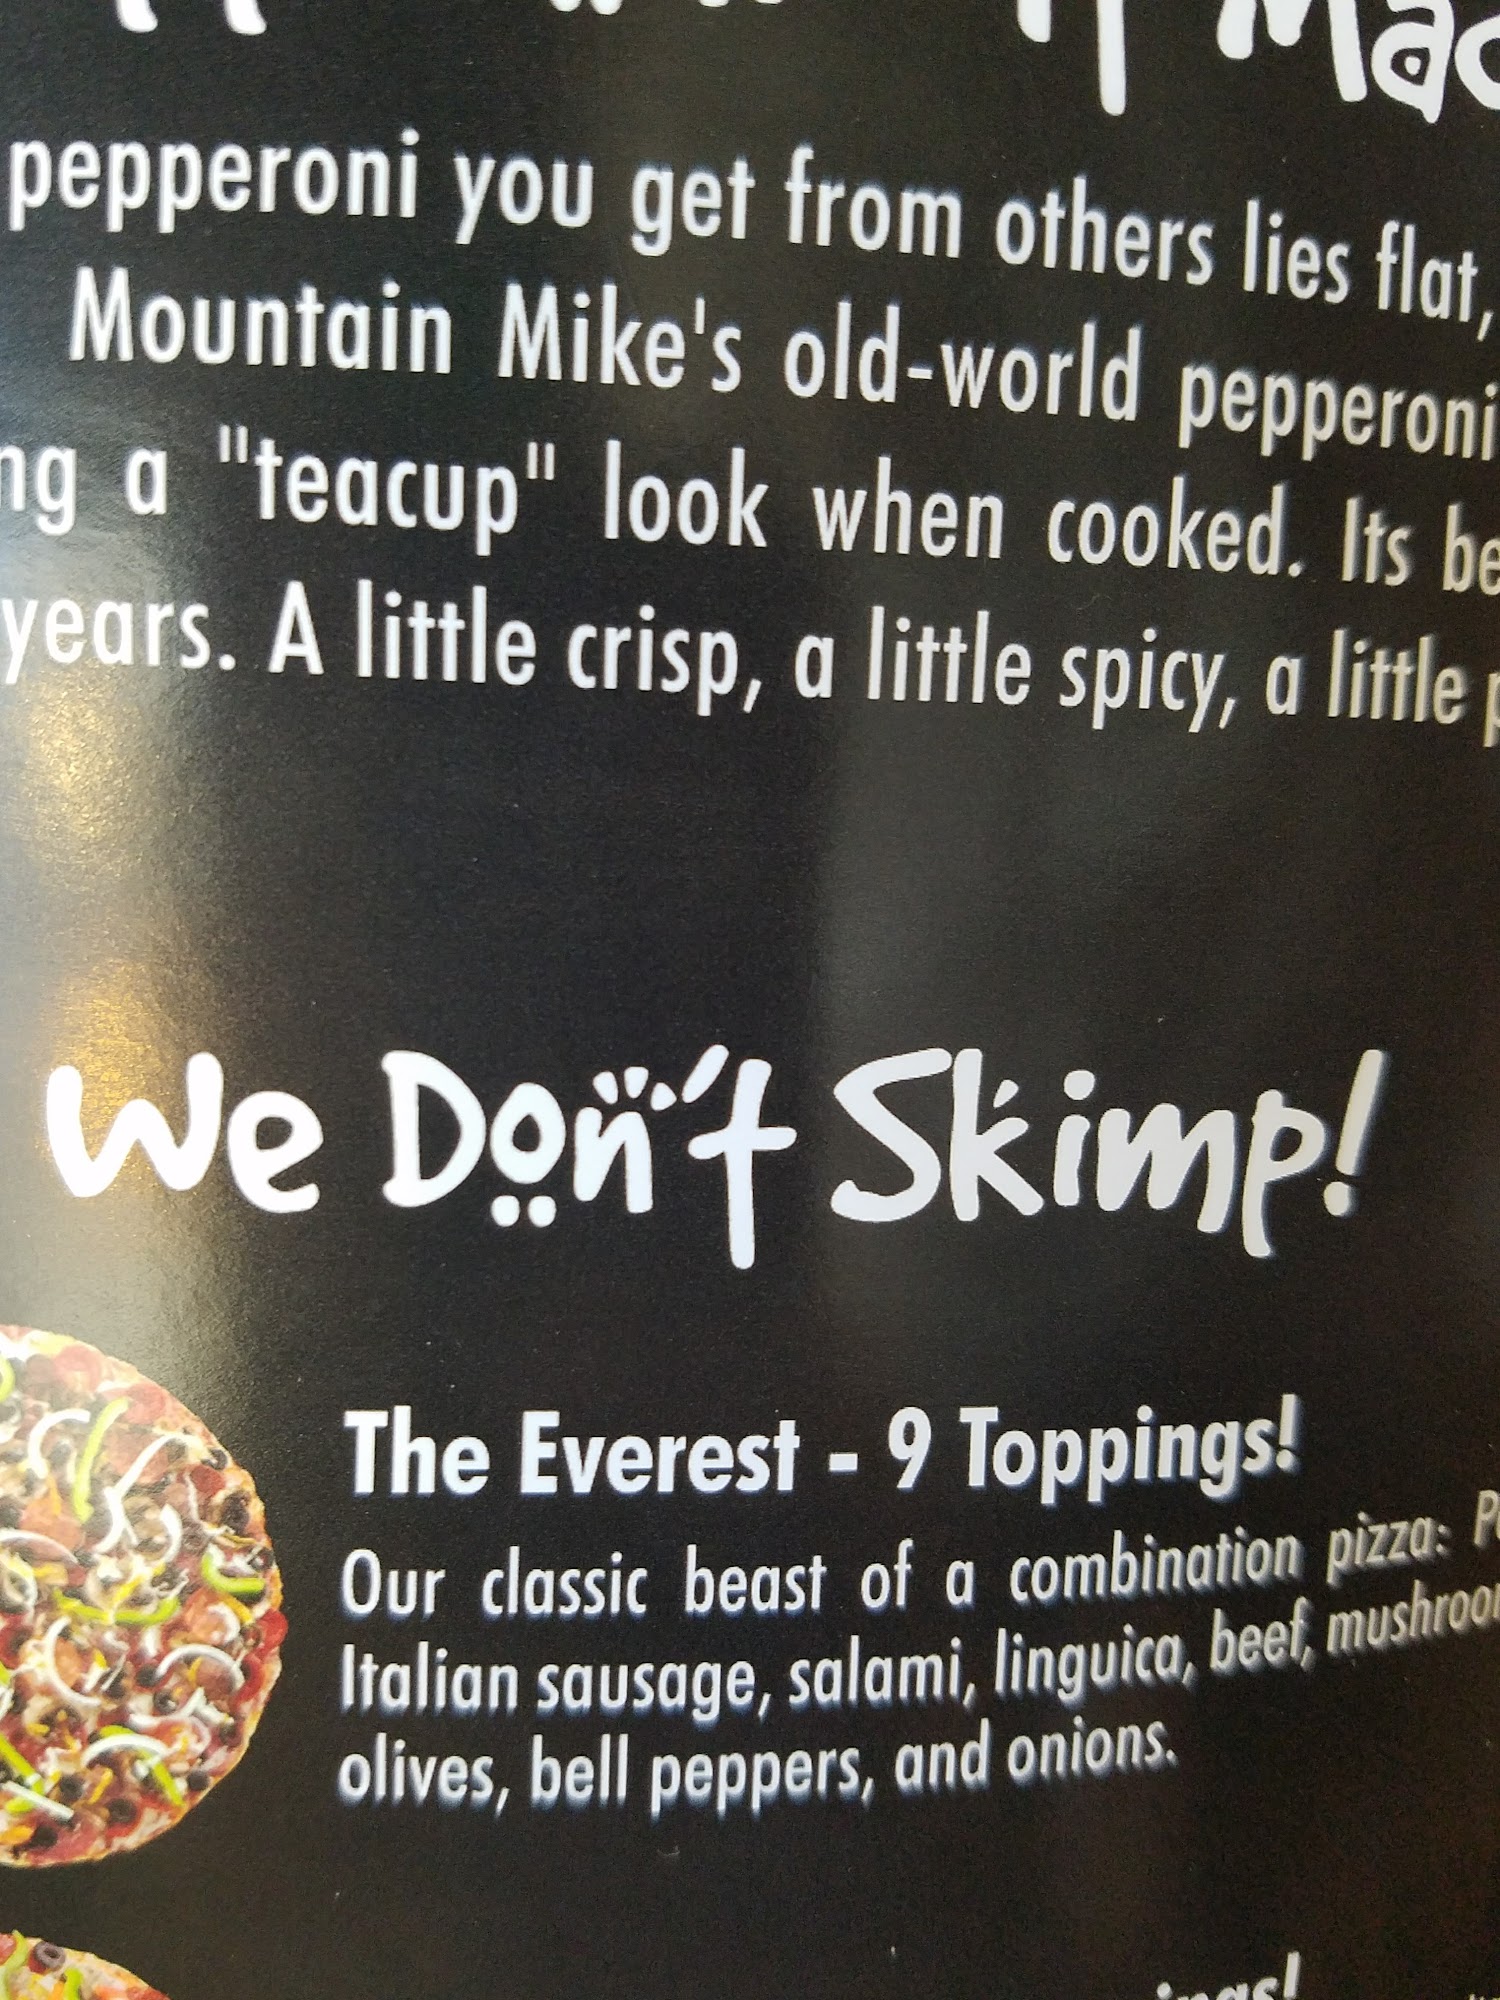 pepperoni you get from others lies flat,
Mountain Mike's old-world pepperoni
a "teacup" look when cooked. Its
years. A little crisp, a little spicy, a little
We Don't Skimp!
The Everest - 9 Toppings!
Our classic beast of a combination pizza:
Italian sausage, salami, linguica, beef,
olives, bell peppers, and onions.